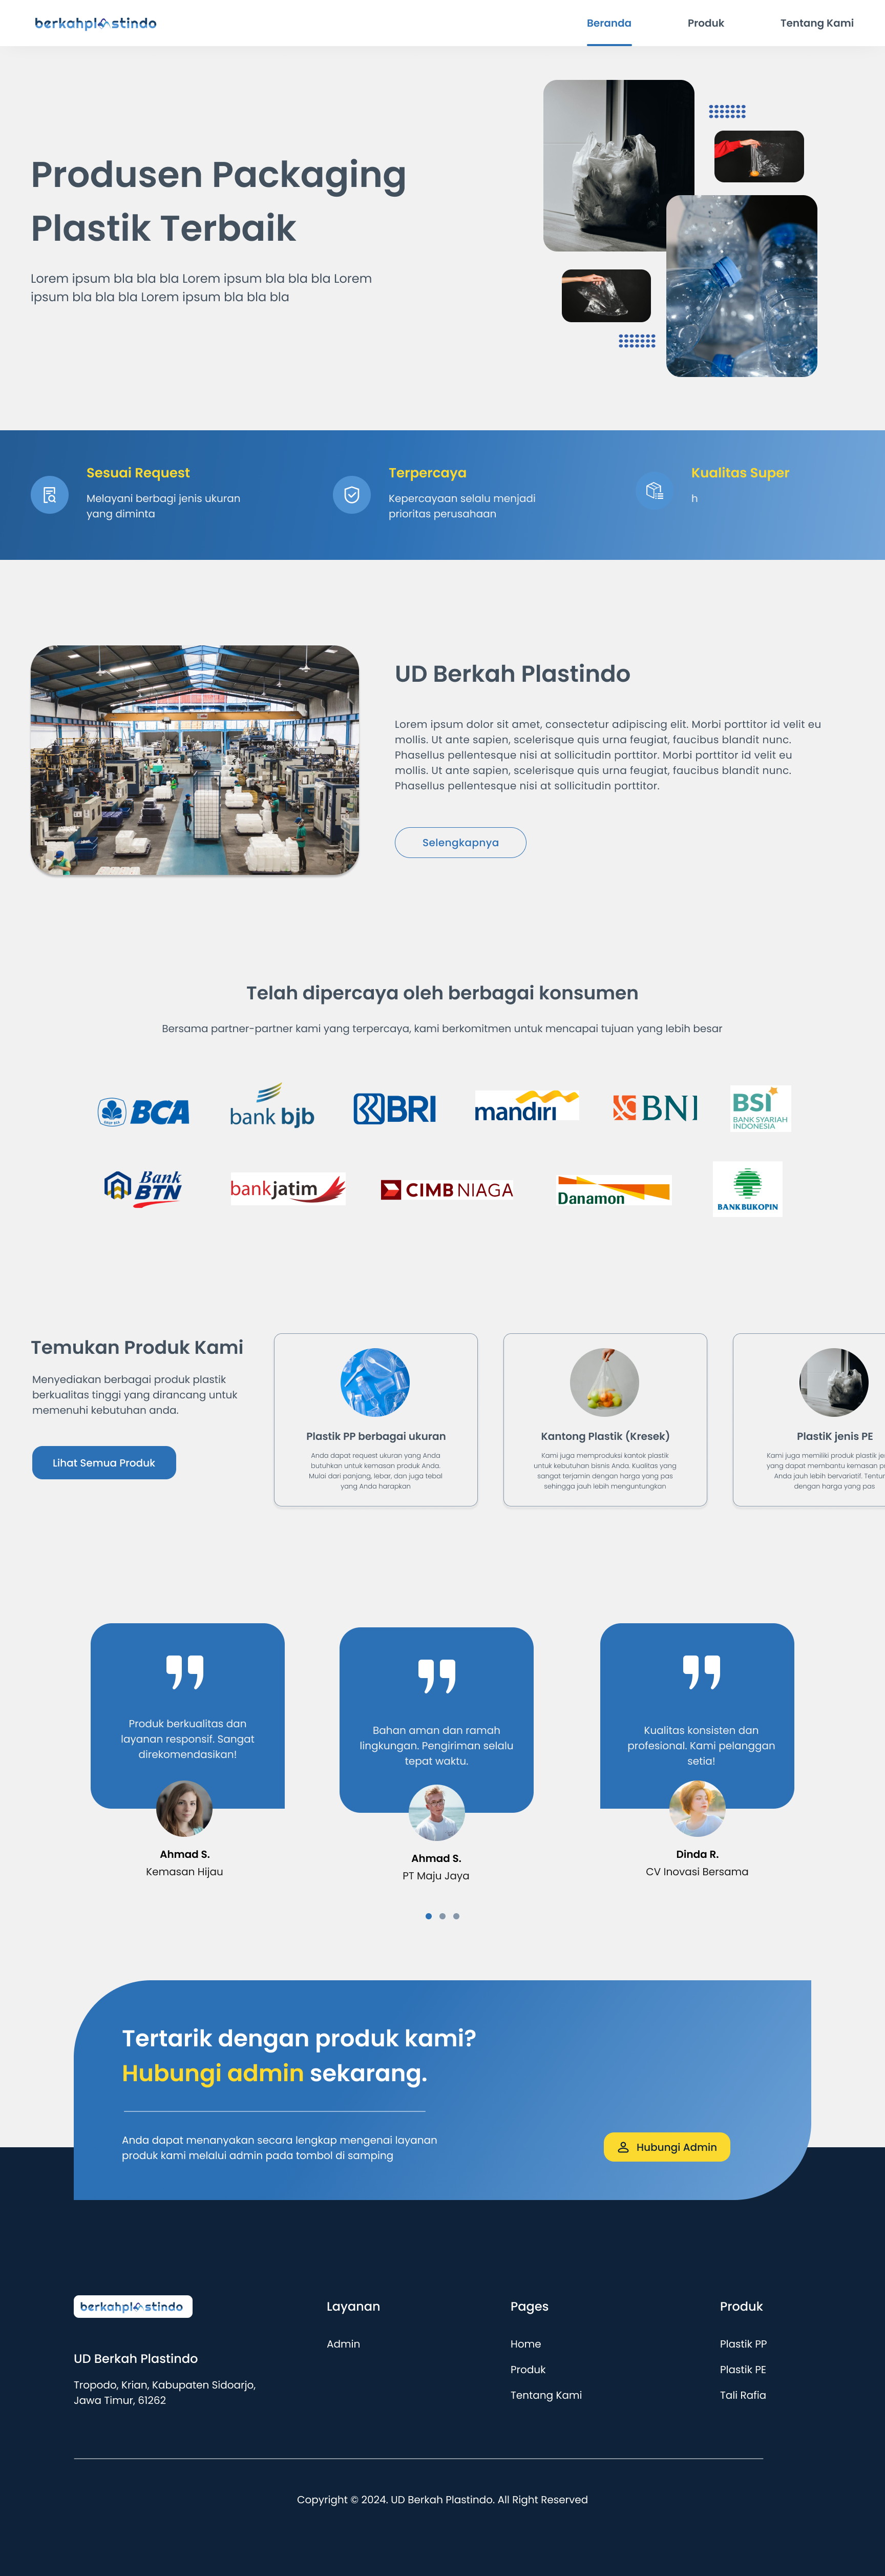 berkahplastindo
Beranda
Produk
Tentang Kami
Produsen Packaging
Plastik Terbaik
Lorem ipsum bla bla bla Lorem ipsum bla bla bla Lorem
ipsum bla bla bla Lorem ipsum bla bla bla
Sesuai Request
Melayani berbagi jenis ukuran
yang diminta
Terpercaya
Kepercayaan selalu menjadi
prioritas perusahaan
Kualitas Super
h
UD Berkah Plastindo
Lorem ipsum dolor sit amet, consectetur adipiscing elit. Morbi porttitor id velit eu
mollis. Ut ante sapien, scelerisque quis urna feugiat, faucibus blandit nunc.
Phasellus pellentesque nisi at sollicitudin porttitor. Morbi porttitor id velit eu
mollis. Ut ante sapien, scelerisque quis urna feugiat, faucibus blandit nunc.
Phasellus pellentesque nisi at sollicitudin porttitor.
Selengkapnya
Telah dipercaya oleh berbagai konsumen
Bersama partner-partner kami yang terpercaya, kami berkomitmen untuk mencapai tujuan yang lebih besar
BCA
bank bjb
BRI
mandiri
BNI
BSI
BANK SYARIAH
INDONESIA
Bank
BTN
bankjatim
CIMB NIAGA
Danamon
BANK BUKOPIN
Temukan Produk Kami
Menyediakan berbagai produk plastik
berkualitas tinggi yang dirancang untuk
memenuhi kebutuhan anda.
Lihat Semua Produk
Plastik PP berbagai ukuran
Anda dapat request ukuran yang Anda
butuhkan untuk kemasan produk Anda.
Mulai dari panjang, lebar, dan juga tebal
yang Anda harapkan
Kantong Plastik (Kresek)
Kami juga memproduksi kantok plastik
untuk kebutuhan bisnis Anda. Kualitas yang
sangat terjamin dengan harga yang pas
sehingga jauh lebih menguntungkan
PlastiK jenis PE
Kami juga memiliki produk plastik je
yang dapat membantu kemasan pr
Anda jauh lebih bervariatif. Tentur
dengan harga yang pas
Produk berkualitas dan
layanan responsif. Sangat
direkomendasikan!
Ahmad S.
Kemasan Hijau
Bahan aman dan ramah
lingkungan. Pengiriman selalu
tepat waktu.
Ahmad S.
PT Maju Jaya
Kualitas konsisten dan
profesional. Kami pelanggan
setia!
Dinda R.
CV Inovasi Bersama
Tertarik dengan produk kami?
Hubungi admin sekarang.
Anda dapat menanyakan secara lengkap mengenai layanan
produk kami melalui admin pada tombol di samping
Hubungi Admin
berkahplastindo
UD Berkah Plastindo
Tropodo, Krian, Kabupaten Sidoarjo,
Jawa Timur, 61262
Layanan
Admin
Pages
Home
Produk
Tentang Kami
Produk
Plastik PP
Plastik PE
Tali Rafia
Copyright © 2024. UD Berkah Plastindo. All Right Reserved